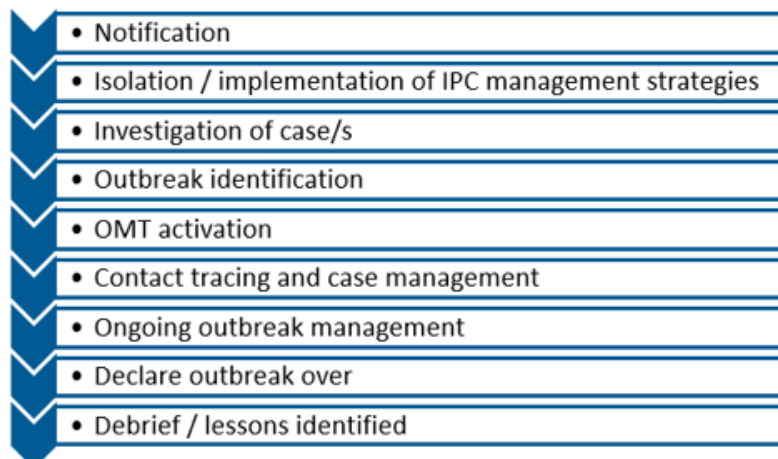 • Notification
• Isolation / implementation of IPC management strategies
• Investigation of case/s
• Outbreak identification
• OMT activation
• Contact tracing and case management
• Ongoing outbreak management
• Declare outbreak over
• Debrief / lessons identified